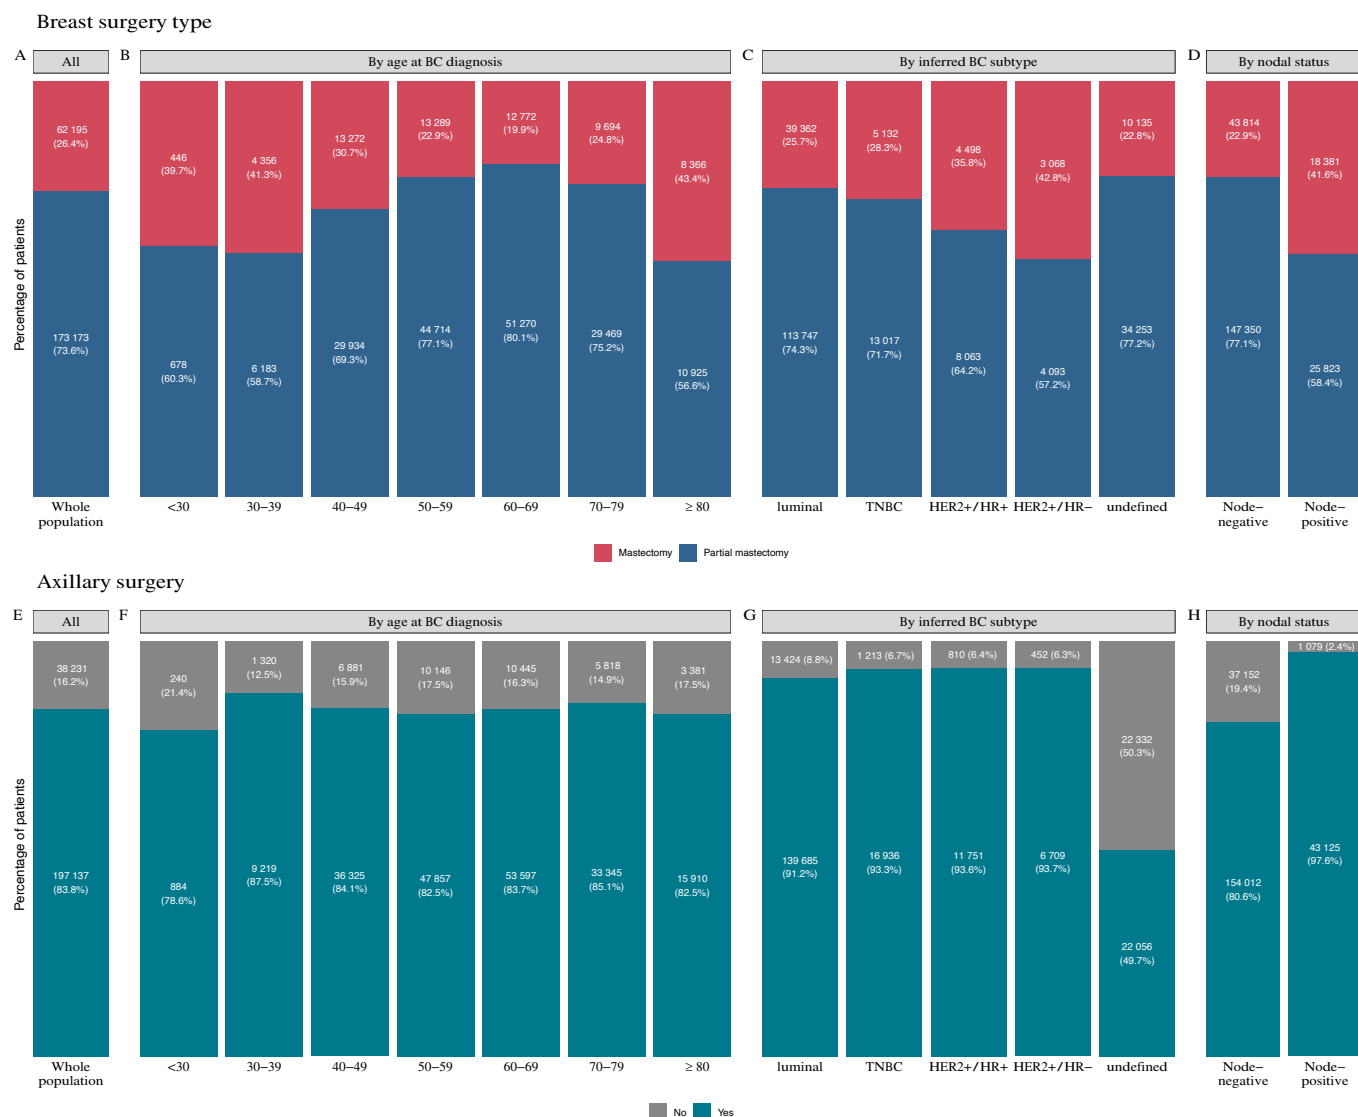 Breast surgery type
A
All
B
By age at BC diagnosis
C
By inferred BC subtype
D
By nodal status
Percentage of patients
62 195
(26.4%)
173 173
(73.6%)
446
(39.7%)
678
(60.3%)
4 356
(41.3%)
6 183
(58.7%)
13 272
(30.7%)
29 934
(69.3%)
13 289
(22.9%)
44 714
(77.1%)
12 772
(19.9%)
51 270
(80.1%)
9 694
(24.8%)
29 469
(75.2%)
8 366
(43.4%)
10 925
(56.6%)
39 362
(25.7%)
113 747
(74.3%)
5 132
(28.3%)
13 017
(71.7%)
4 498
(35.8%)
8 063
(64.2%)
3 068
(42.8%)
4 093
(57.2%)
10 135
(22.8%)
34 253
(77.2%)
43 814
(22.9%)
147 350
(77.1%)
18 381
(41.6%)
25 823
(58.4%)
Whole
population
<30
30−39
40−49
50−59
60−69
70−79
≥ 80
luminal
TNBC
HER2+/HR+
HER2+/HR−
undefined
Node−
negative
Node−
positive
Mastectomy
Partial mastectomy
Axillary surgery
E
All
F
By age at BC diagnosis
G
By inferred BC subtype
H
By nodal status
Percentage of patients
38 231
(16.2%)
197 137
(83.8%)
240
(21.4%)
884
(78.6%)
1 320
(12.5%)
9 219
(87.5%)
6 881
(15.9%)
36 325
(84.1%)
10 146
(17.5%)
47 857
(82.5%)
10 445
(16.3%)
53 597
(83.7%)
5 818
(14.9%)
33 345
(85.1%)
3 381
(17.5%)
15 910
(82.5%)
13 424 (8.8%)
139 685
(91.2%)
1 213 (6.7%)
16 936
(93.3%)
810 (6.4%)
11 751
(93.6%)
452 (6.3%)
6 709
(93.7%)
22 332
(50.3%)
22 056
(49.7%)
37 152
(19.4%)
154 012
(80.6%)
1 079 (2.4%)
43 125
(97.6%)
Whole
population
<30
30−39
40−49
50−59
60−69
70−79
≥ 80
luminal
TNBC
HER2+/HR+
HER2+/HR−
undefined
Node−
negative
Node−
positive
No
Yes